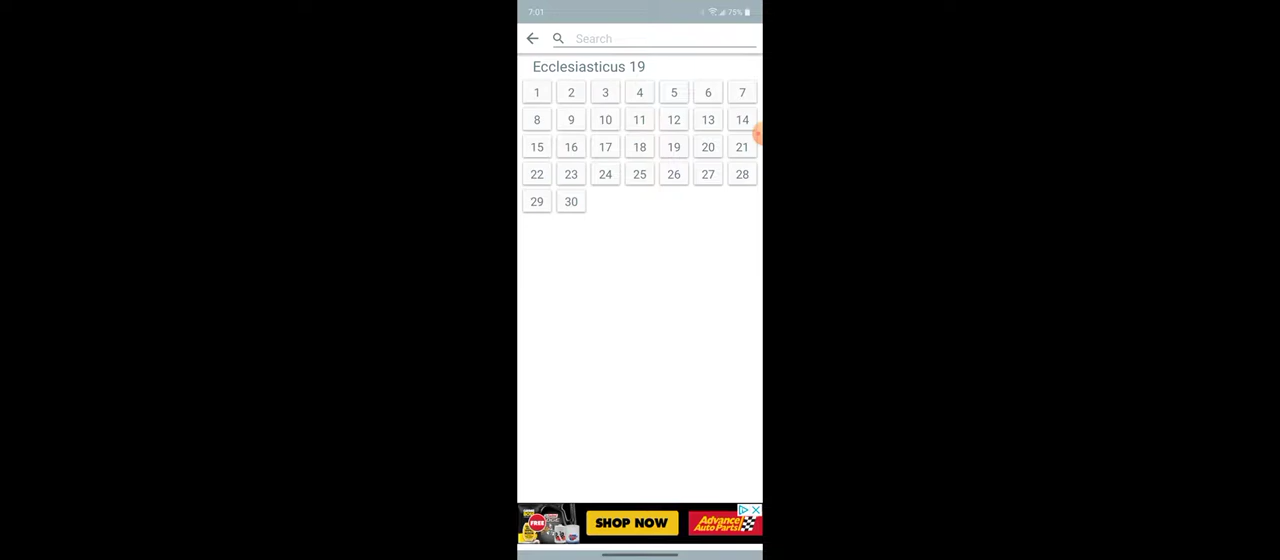 7:01 75%
Search
Ecclesiasticus 19
1 2 3 4 5 6 7
8 9 10 11 12 13 14
15 16 17 18 19 20 21
22 23 24 25 26 27 28
29 30
FREE SHOP NOW Advance
Auto Parts